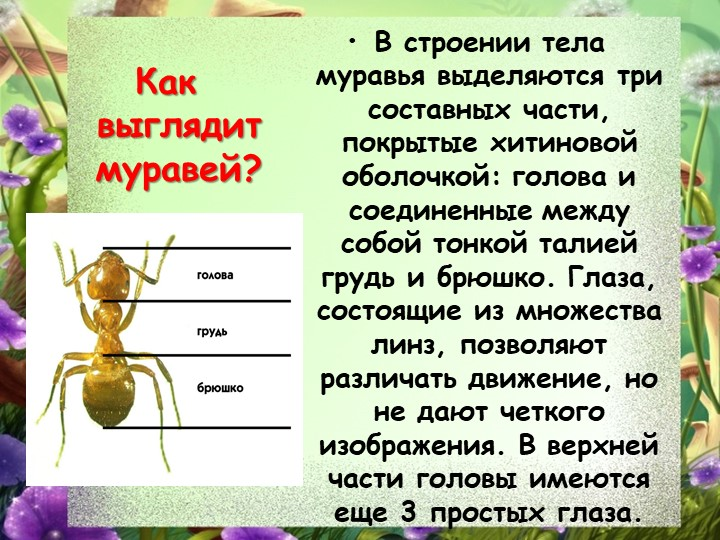 Как
выглядит
муравей?
голова
грудь
брюшко
• В строении тела
муравья выделяются три
составных части,
покрытые хитиновой
оболочкой: голова и
соединенные между
собой тонкой талией
грудь и брюшко. Глаза,
состоящие из множества
линз, позволяют
различать движение, но
не дают четкого
изображения. В верхней
части головы имеются
еще 3 простых глаза.